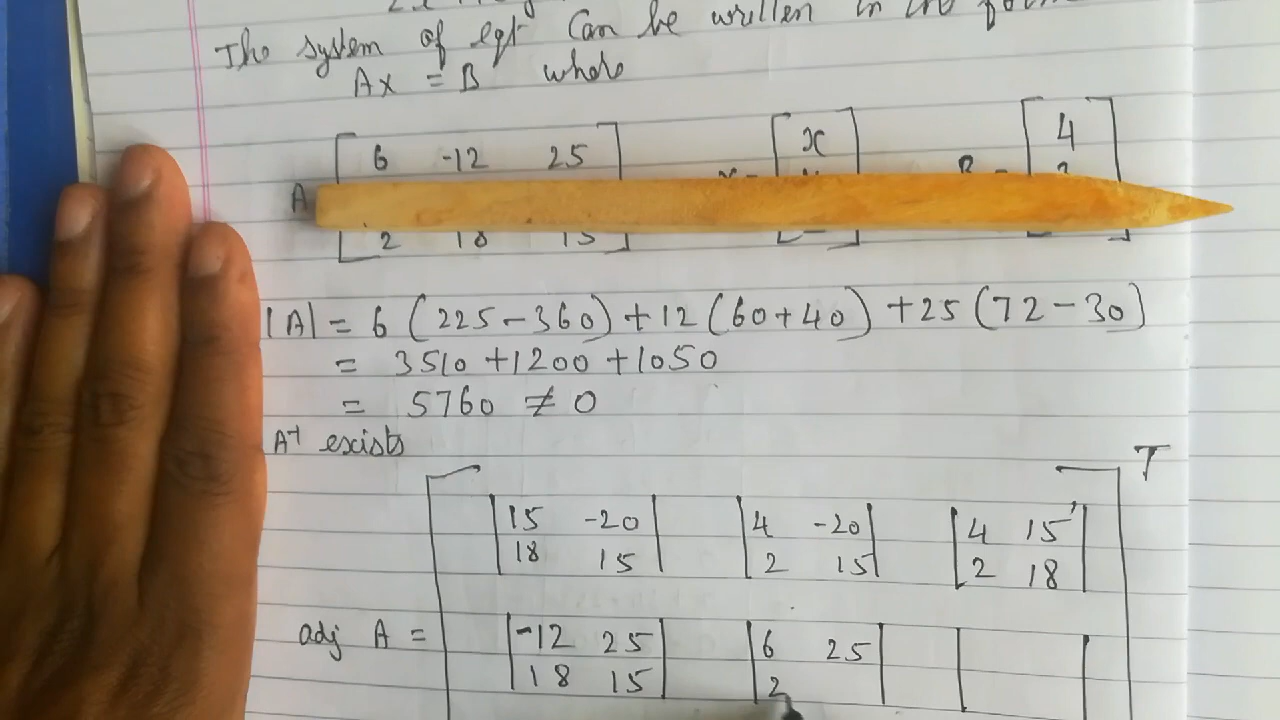 The system of eqt Can be written in the form
AX = B where
A [ 6 -12 25 [ x [ 4
2 18 15 ]
|A| = 6 (225-360) +12 (60+40) +25 (72-30)
= 3510 +1200 +1050
= 5760 ≠ 0
A⁻¹ exists
T
|15 -20| |4 -20| |4 15|
|18 15| |2 15| |2 18|
adj A = |-12 25| |6 25| | |
|18 15| |2